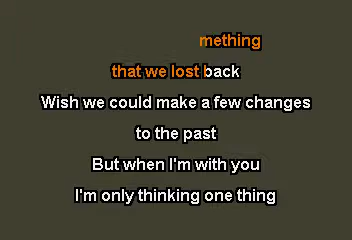 mething
that we lost back
Wish we could make a few changes
to the past
But when I'm with you
I'm only thinking one thing